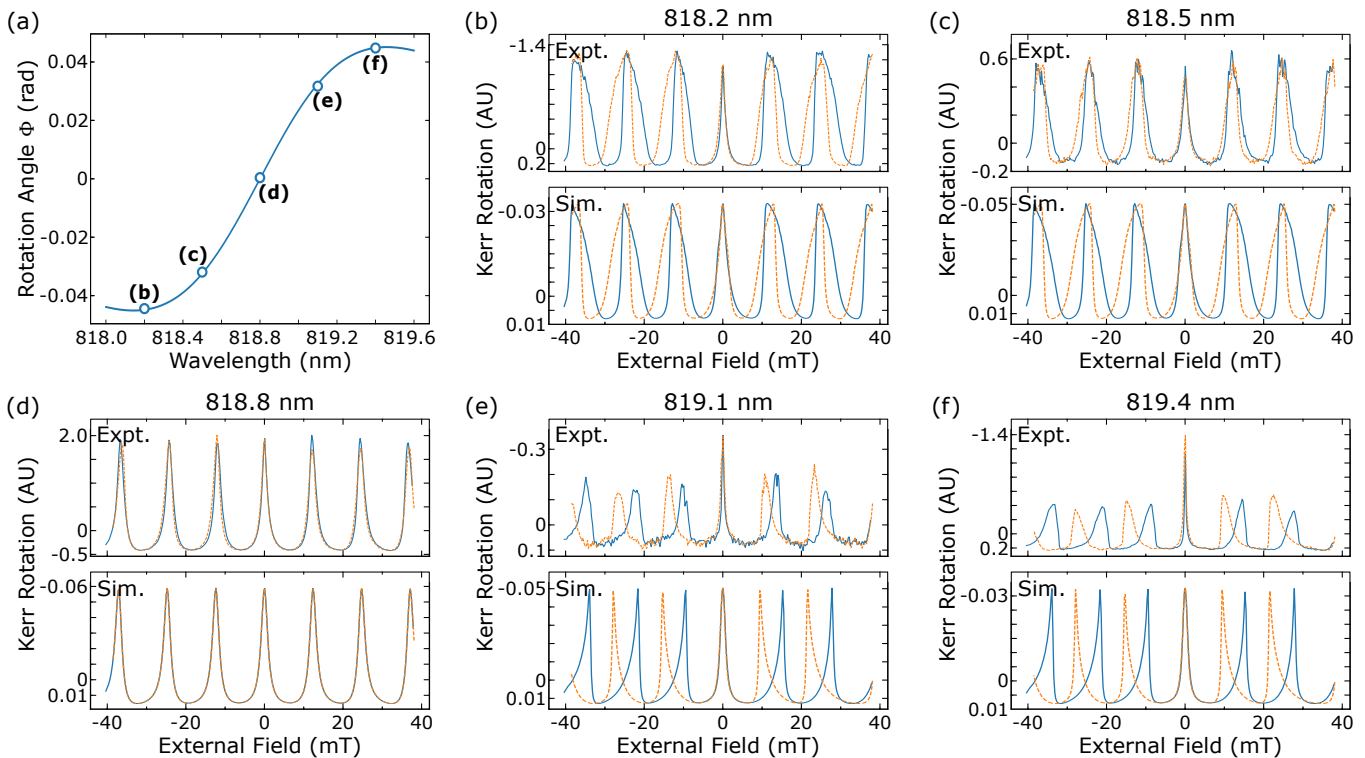 (a)
Rotation Angle Φ (rad)
0.04
0.02
0
-0.02
-0.04
(b)
(c)
(d)
(e)
(f)
818.0 818.4 818.8 819.2 819.6
Wavelength (nm)
(b)
818.2 nm
Kerr Rotation (AU)
Expt.
-1.4
0.2
Sim.
-0.03
0
0.01
-40 -20 0 20 40
External Field (mT)
(c)
818.5 nm
Kerr Rotation (AU)
Expt.
0.6
0
-0.2
Sim.
-0.05
0
0.01
-40 -20 0 20 40
External Field (mT)
(d)
818.8 nm
Kerr Rotation (AU)
Expt.
2.0
0
-0.5
Sim.
-0.06
0
0.01
-40 -20 0 20 40
External Field (mT)
(e)
819.1 nm
Kerr Rotation (AU)
Expt.
-0.3
0
0.1
Sim.
-0.05
0
0.01
-40 -20 0 20 40
External Field (mT)
(f)
819.4 nm
Kerr Rotation (AU)
Expt.
-1.4
0
0.2
Sim.
-0.03
0
0.01
-40 -20 0 20 40
External Field (mT)